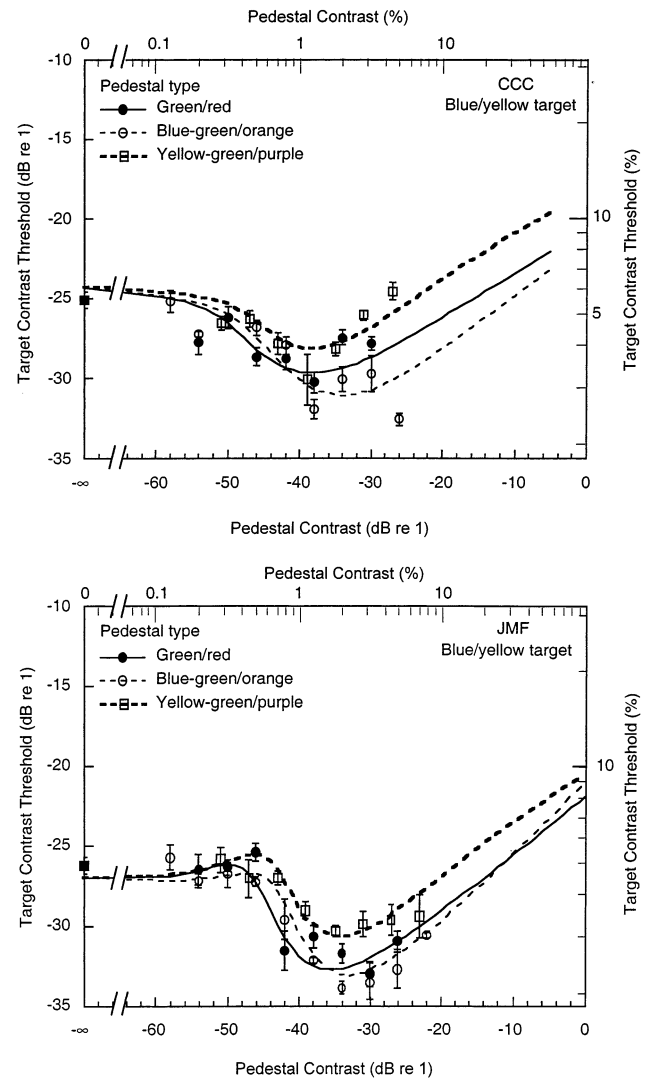 Pedestal Contrast (%)
0 0.1 1 10
-10
Pedestal type
CCC
Green/red
Blue/yellow target
Blue-green/orange
-15
Yellow-green/purple
-20
10
-25
5
-30
-35
Target Contrast Threshold (dB re 1)
Target Contrast Threshold (%)
-∞ -60 -50 -40 -30 -20 -10 0
Pedestal Contrast (dB re 1)
Pedestal Contrast (%)
0 0.1 1 10
-10
Pedestal type
JMF
Green/red
Blue/yellow target
Blue-green/orange
-15
Yellow-green/purple
-20
10
-25
-30
-35
Target Contrast Threshold (dB re 1)
Target Contrast Threshold (%)
-∞ -60 -50 -40 -30 -20 -10 0
Pedestal Contrast (dB re 1)